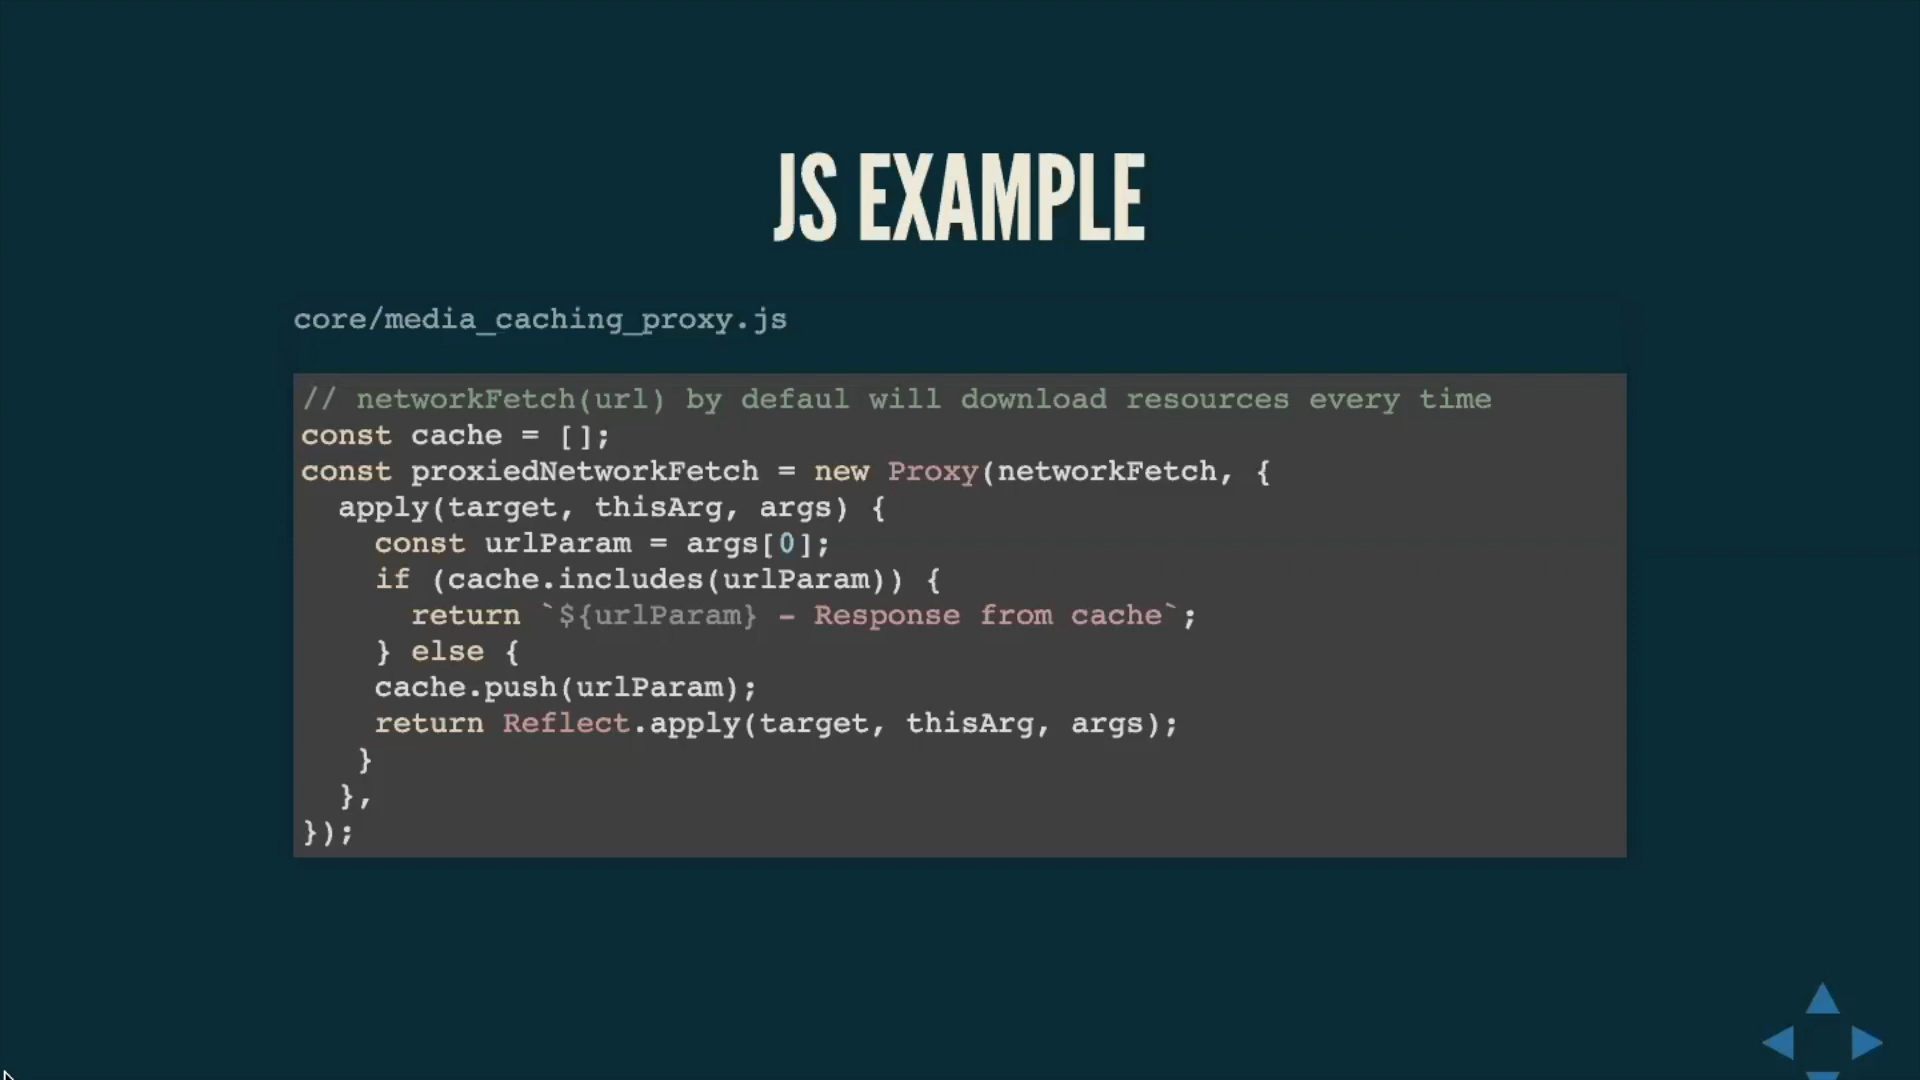 JS EXAMPLE
core/media_caching_proxy.js
// networkFetch(url) by defaul will download resources every time
const cache = [];
const proxiedNetworkFetch = new Proxy(networkFetch, {
  apply(target, thisArg, args) {
    const urlParam = args[0];
    if (cache.includes(urlParam)) {
      return `${urlParam} - Response from cache`;
    } else {
    cache.push(urlParam);
    return Reflect.apply(target, thisArg, args);
   }
  },
});